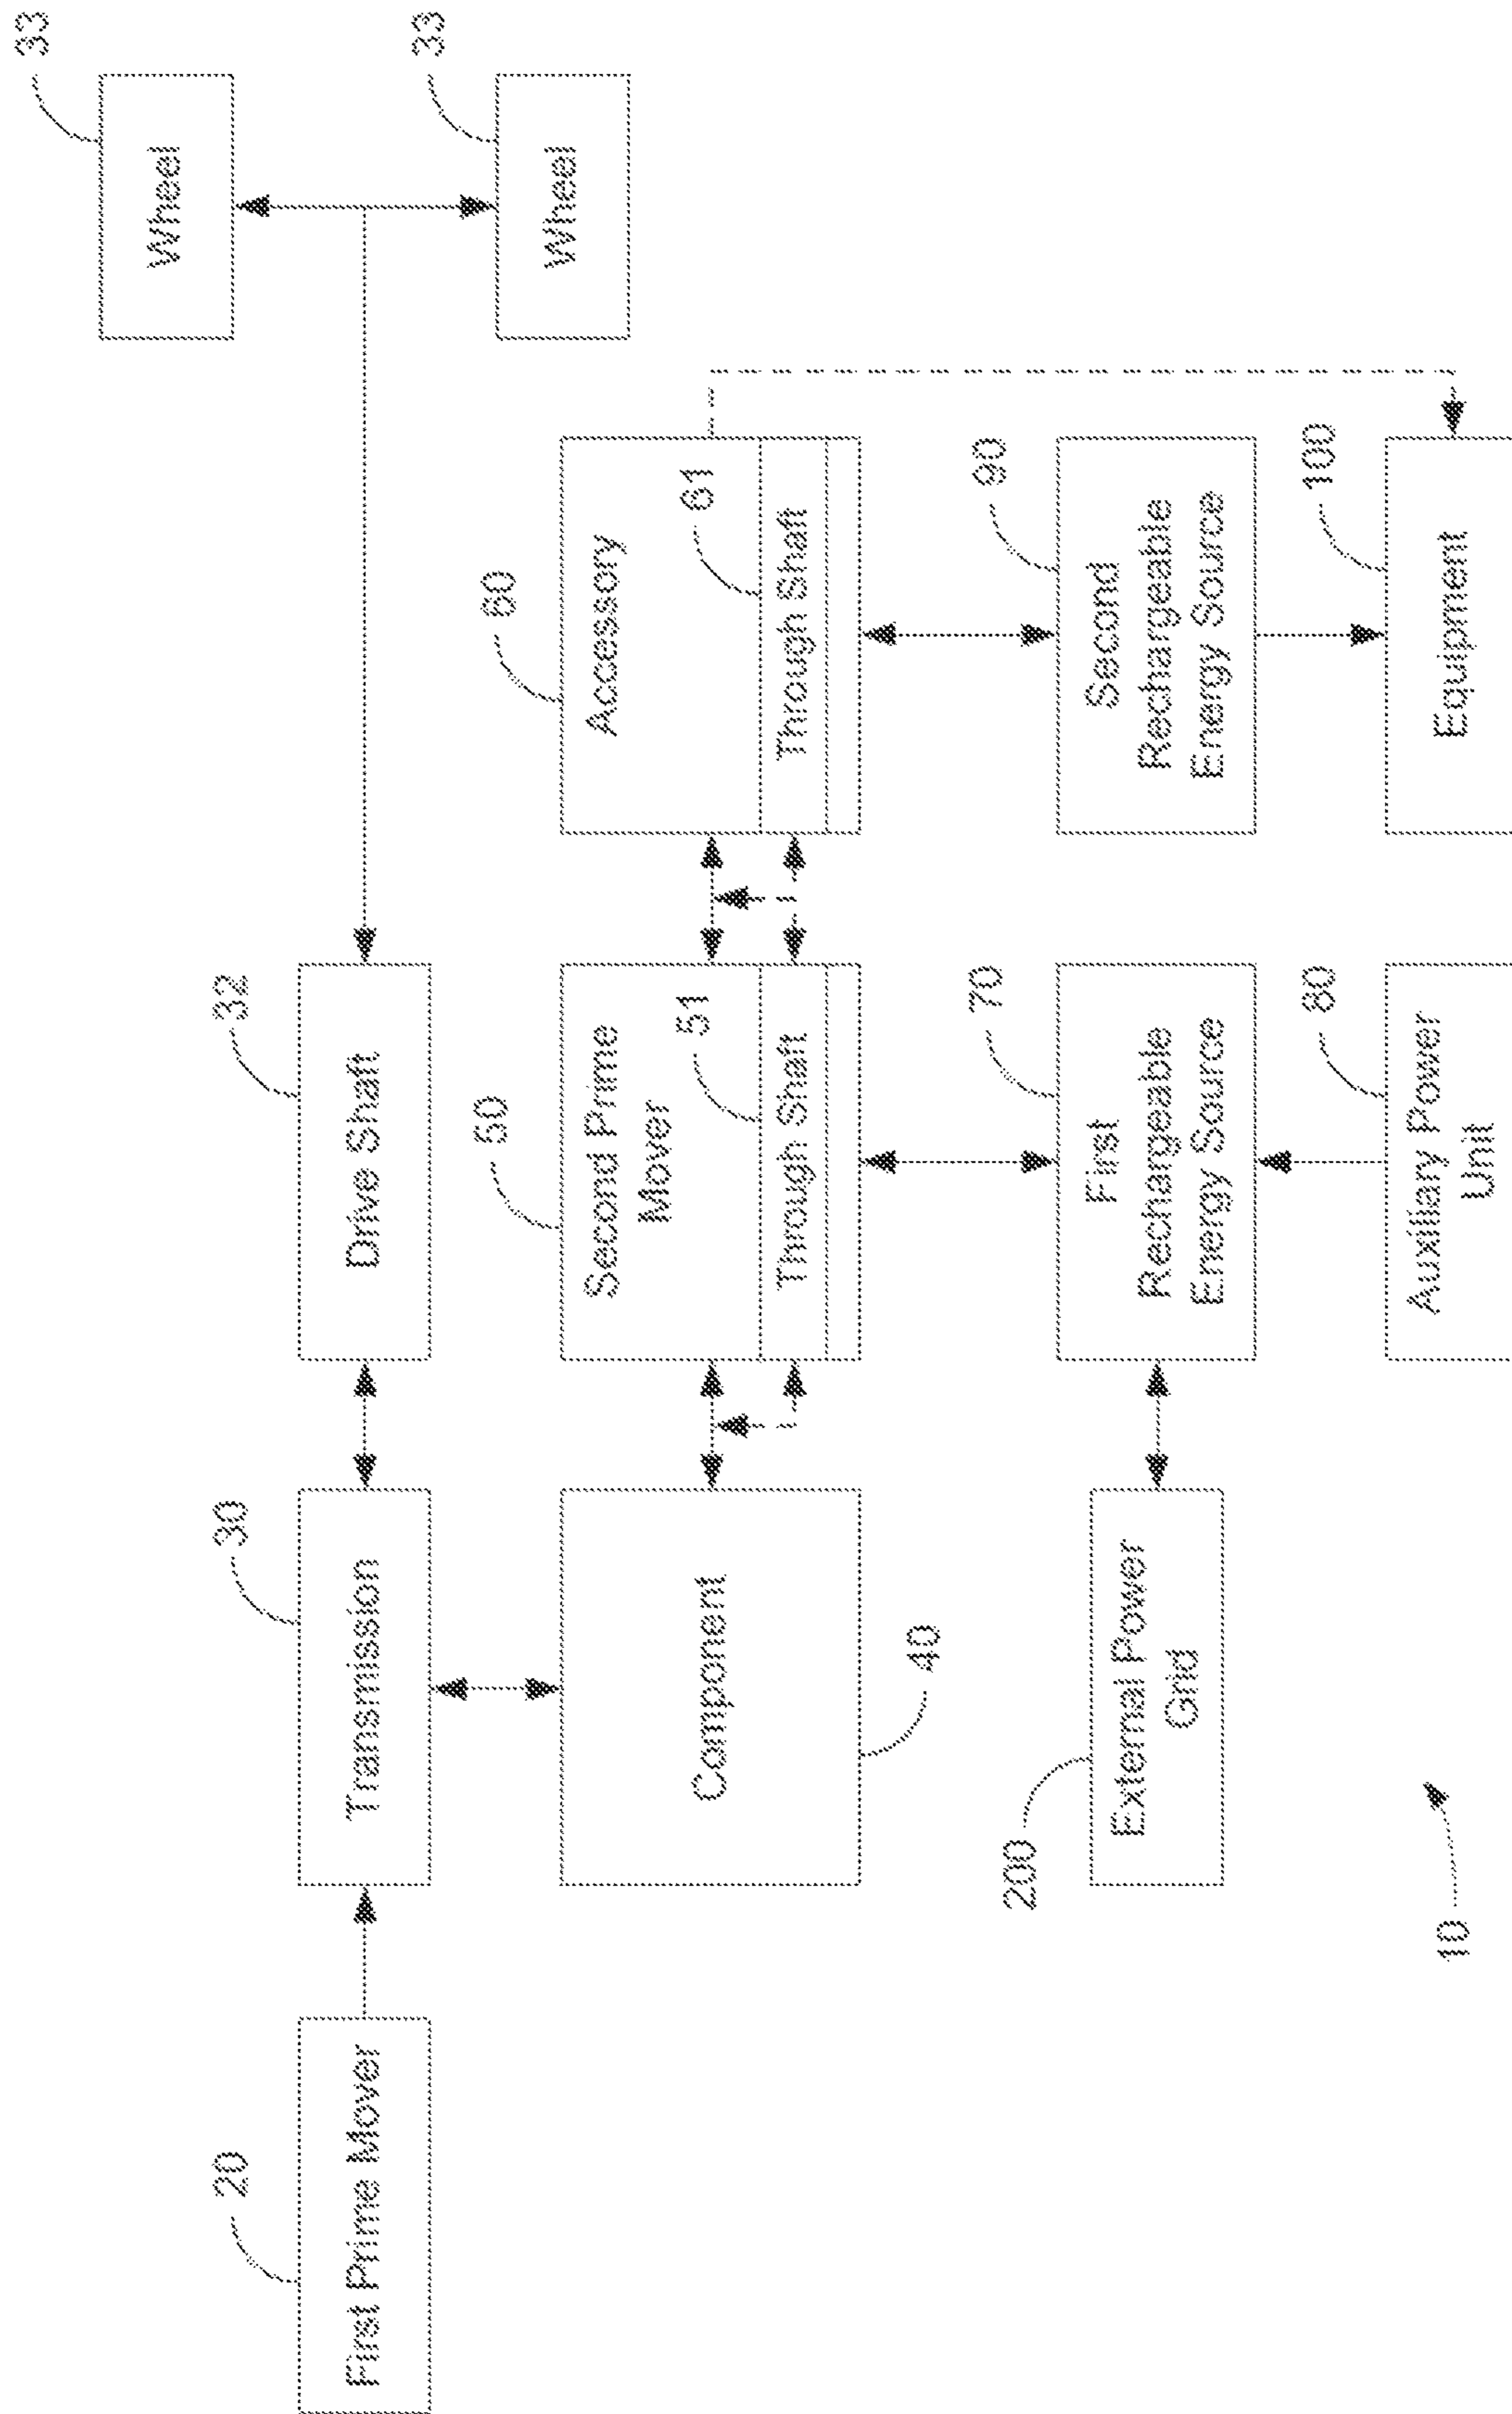 33
Wheel
33
Wheel
20
First Prime Mover
30
Transmission
32
Drive Shaft
40
Component
50
Second Prime
Mover
51
Through Shaft
60
Accessory
61
Through Shaft
200
External Power
Grid
70
First
Rechargeable
Energy Source
90
Second
Rechargeable
Energy Source
80
Auxiliary Power
Unit
100
Equipment
10